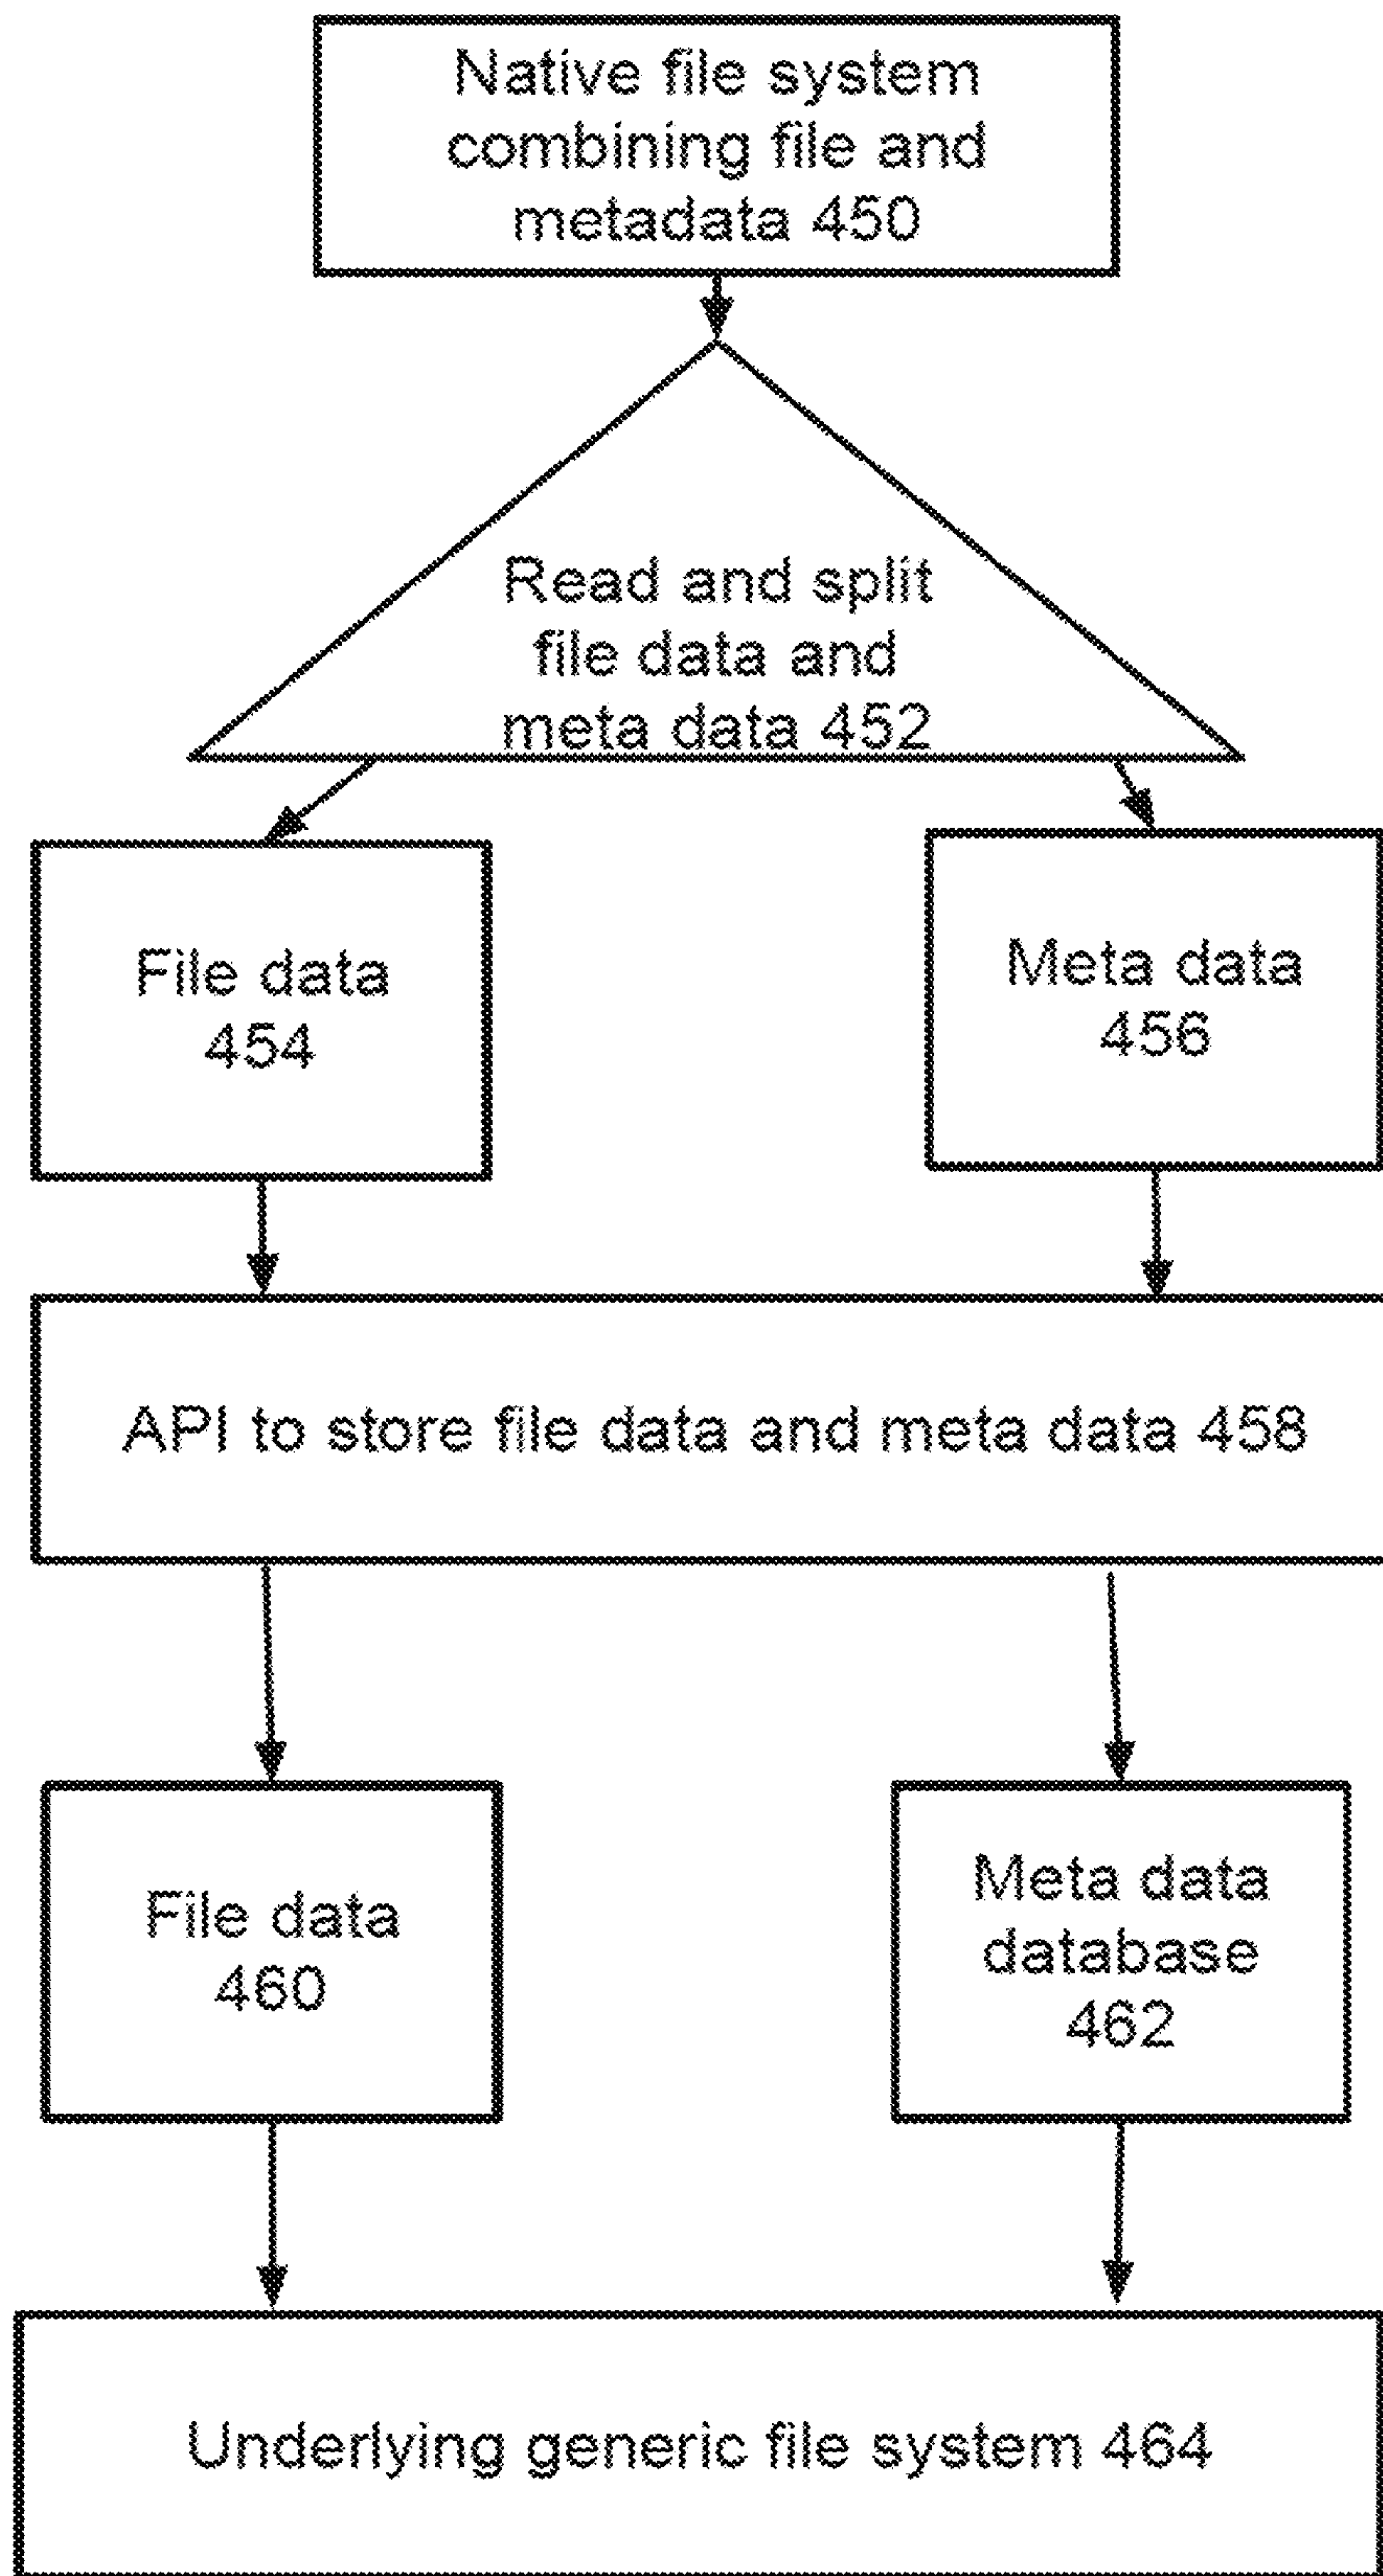 Native file system
combining file and
metadata 450
Read and split
file data and
meta data 452
File data
454
Meta data
456
API to store file data and meta data 458
File data
460
Meta data
database
462
Underlying generic file system 464